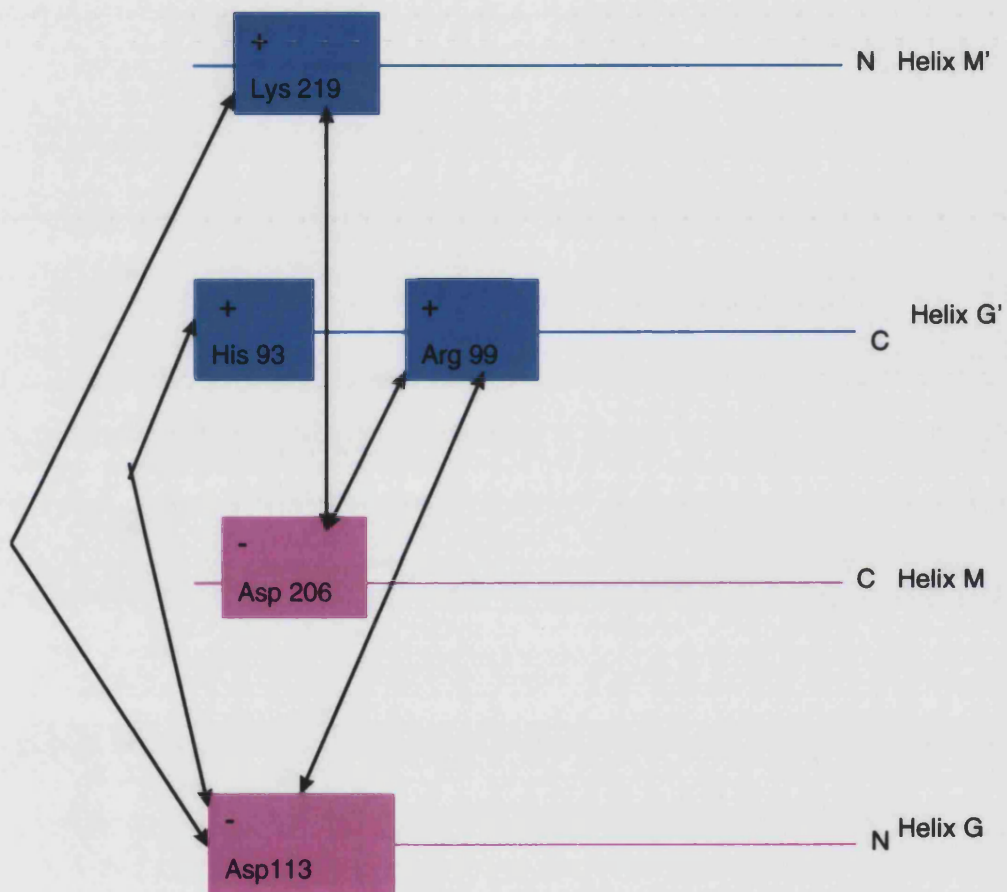 +
Lys 219
N Helix M'
+
His 93
+
Arg 99
C Helix G'
-
Asp 206
C Helix M
-
Asp113
N Helix G